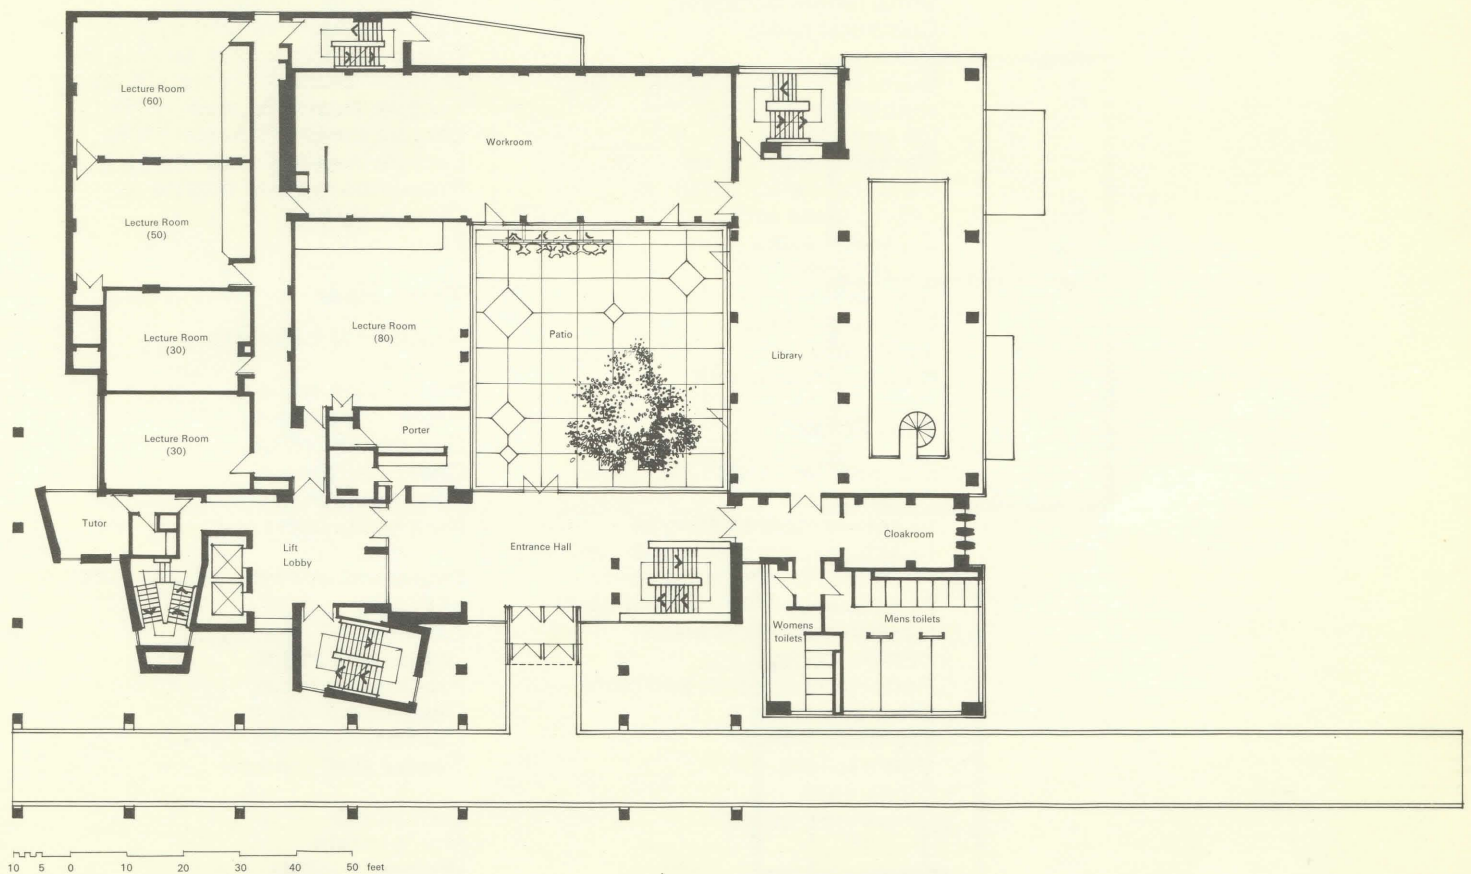 Lecture Room
(60)
Workroom
Lecture Room
(50)
Lecture Room
(80)
Lecture Room
(30)
Patio
Library
Porter
Lecture Room
(30)
Tutor
Lift
Lobby
Entrance Hall
Cloakroom
Womens
toilets
Mens toilets
10 5 0 10 20 30 40 50 feet